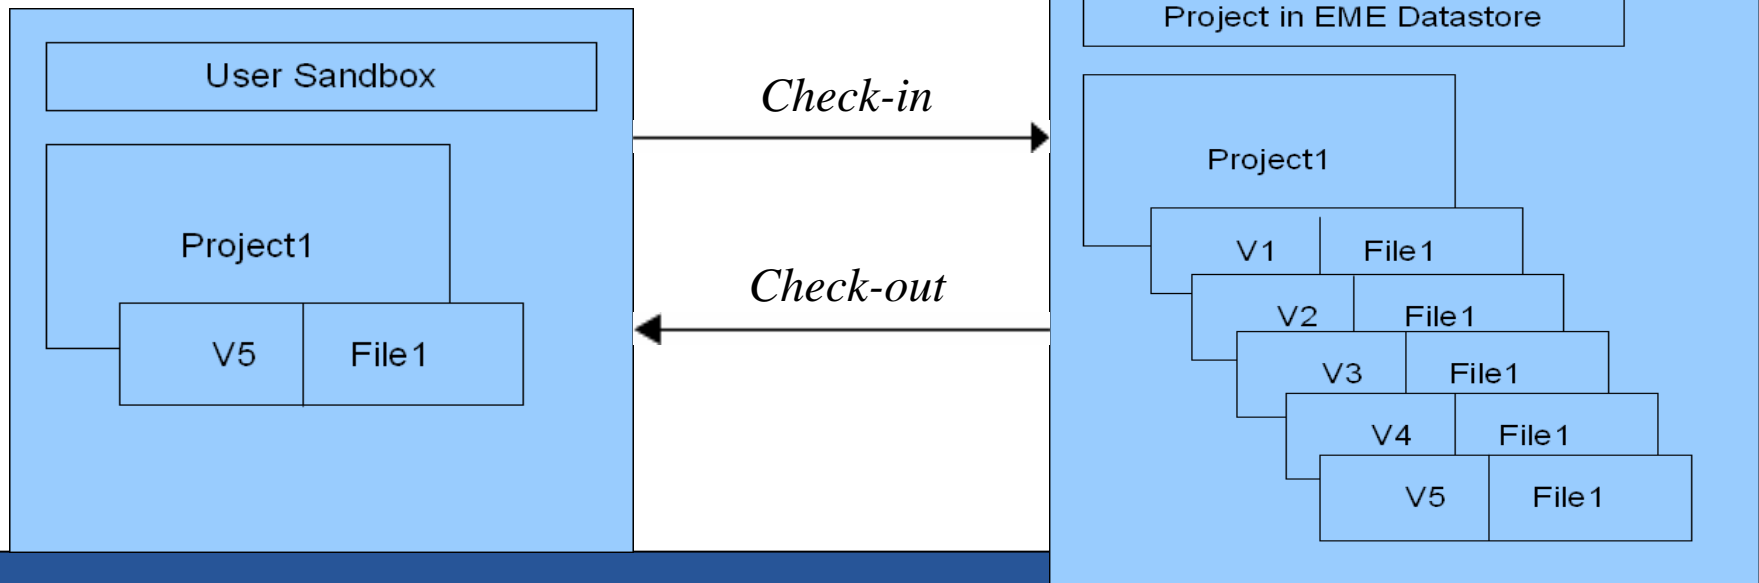 User Sandbox
Project1
V5 File1
Check-in
Check-out
Project in EME Datastore
Project1
V1 File1
V2 File1
V3 File1
V4 File1
V5 File1